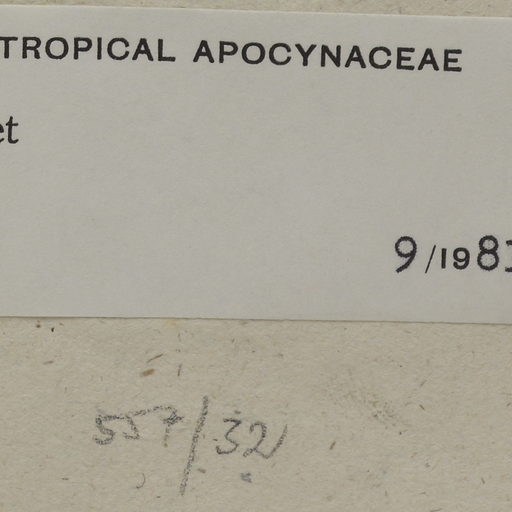 TROPICAL APOCYNACEAE
et
9/198
557/32